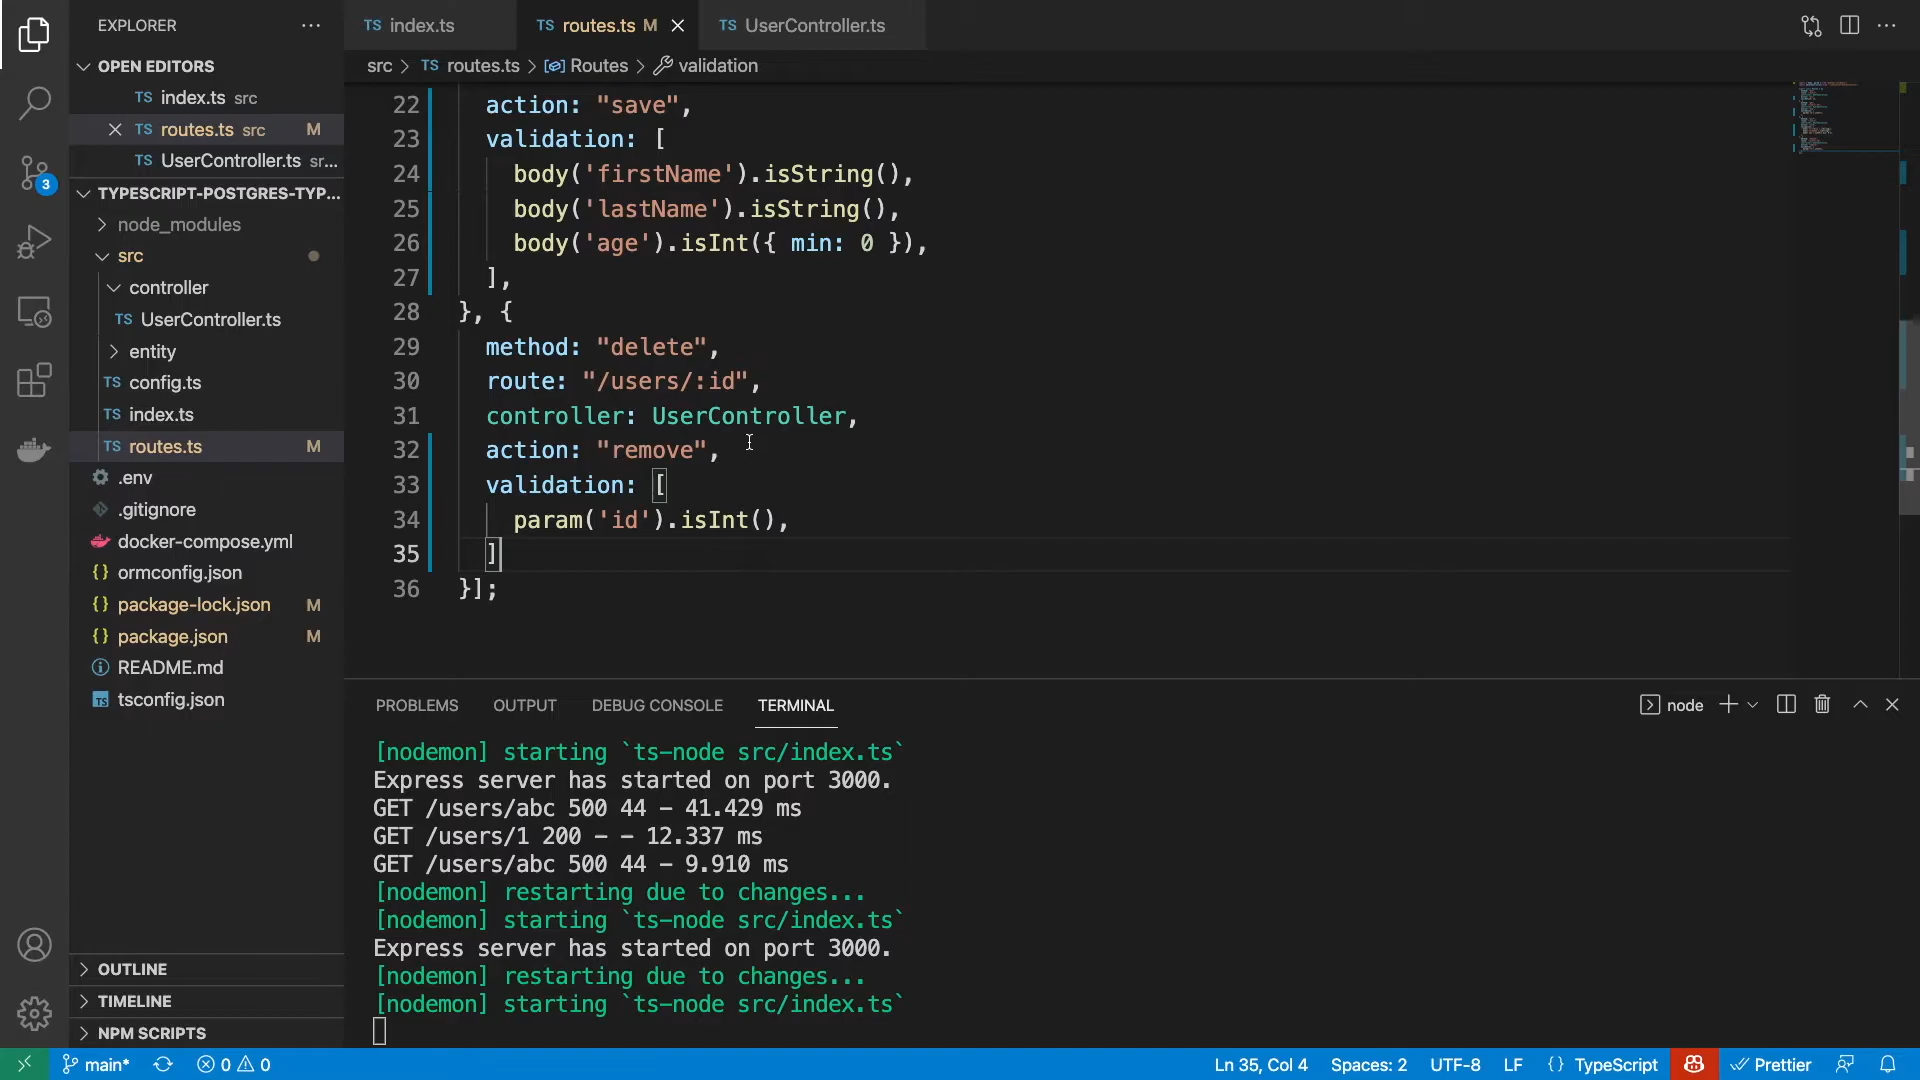 EXPLORER
OPEN EDITORS
TS index.ts src
TS routes.ts src M
TS UserController.ts sr...
TYPESCRIPT-POSTGRES-TYP...
node_modules
src
controller
TS UserController.ts
entity
TS config.ts
TS index.ts
TS routes.ts M
.env
.gitignore
docker-compose.yml
{} ormconfig.json
{} package-lock.json M
{} package.json M
README.md
TS tsconfig.json
OUTLINE
TIMELINE
NPM SCRIPTS
3
TS index.ts
TS routes.ts M
TS UserController.ts
src > TS routes.ts > Routes > validation
22 action: "save",
23 validation: [
24 body('firstName').isString(),
25 body('lastName').isString(),
26 body('age').isInt({ min: 0 }),
27 ],
28 }, {
29 method: "delete",
30 route: "/users/:id",
31 controller: UserController,
32 action: "remove",
33 validation: [
34 param('id').isInt(),
35 ]
36 }];
PROBLEMS OUTPUT DEBUG CONSOLE TERMINAL
node
[nodemon] starting `ts-node src/index.ts`
Express server has started on port 3000.
GET /users/abc 500 44 - 41.429 ms
GET /users/1 200 - - 12.337 ms
GET /users/abc 500 44 - 9.910 ms
[nodemon] restarting due to changes...
[nodemon] starting `ts-node src/index.ts`
Express server has started on port 3000.
[nodemon] restarting due to changes...
[nodemon] starting `ts-node src/index.ts`
main* 0 0 Ln 35, Col 4 Spaces: 2 UTF-8 LF {} TypeScript Prettier